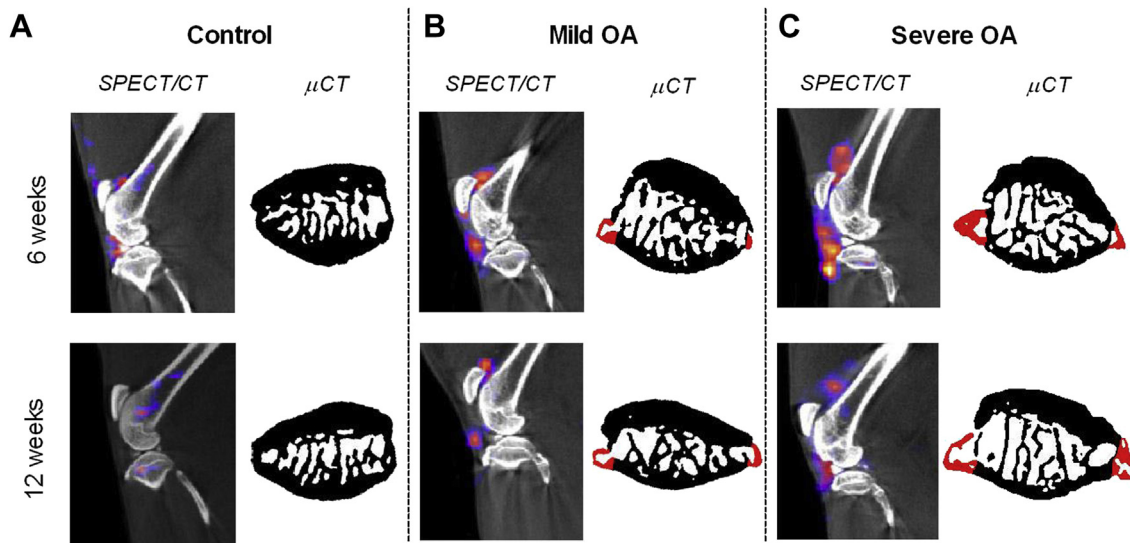 A
Control
B
Mild OA
C
Severe OA
SPECT/CT
μCT
SPECT/CT
μCT
SPECT/CT
μCT
6 weeks
12 weeks